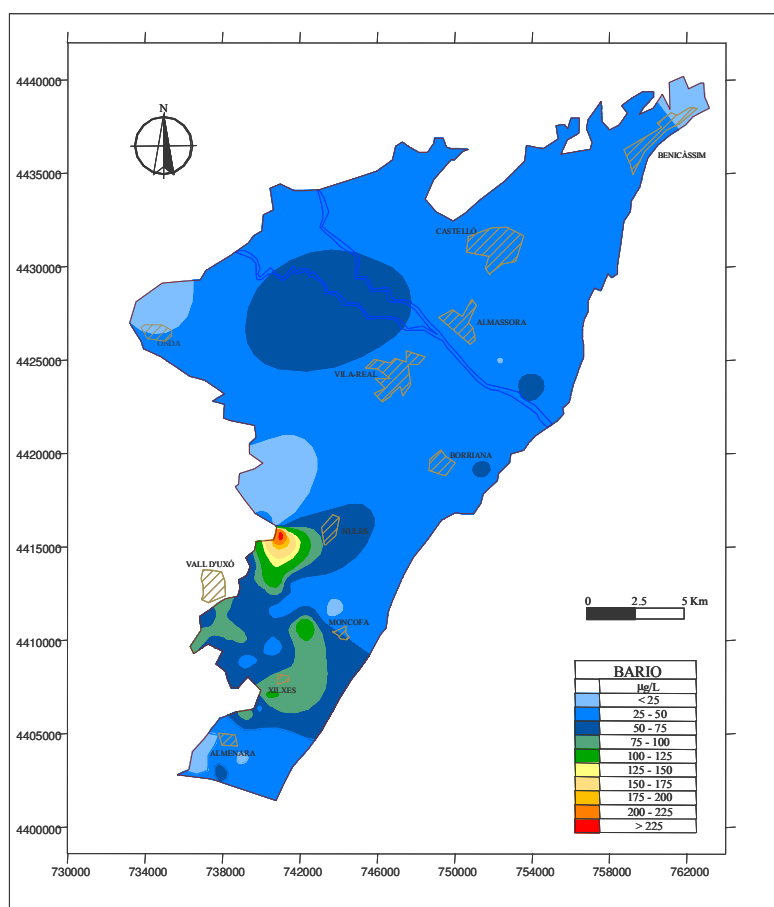 4440000
N
BENICÀSSIM
4435000
CASTELLÓ
4430000
ALMASSORA
ONDA
4425000
VILA-REAL
4420000
BORRIANA
NULES
4415000
VALL D'UXÓ
0 2.5 5 Km
4410000
MONCOFA
BARIO
µg/L
XILXES
< 25
25 - 50
50 - 75
4405000
75 - 100
ALMENARA
100 - 125
125 - 150
150 - 175
175 - 200
200 - 225
4400000
> 225
730000 734000 738000 742000 746000 750000 754000 758000 762000